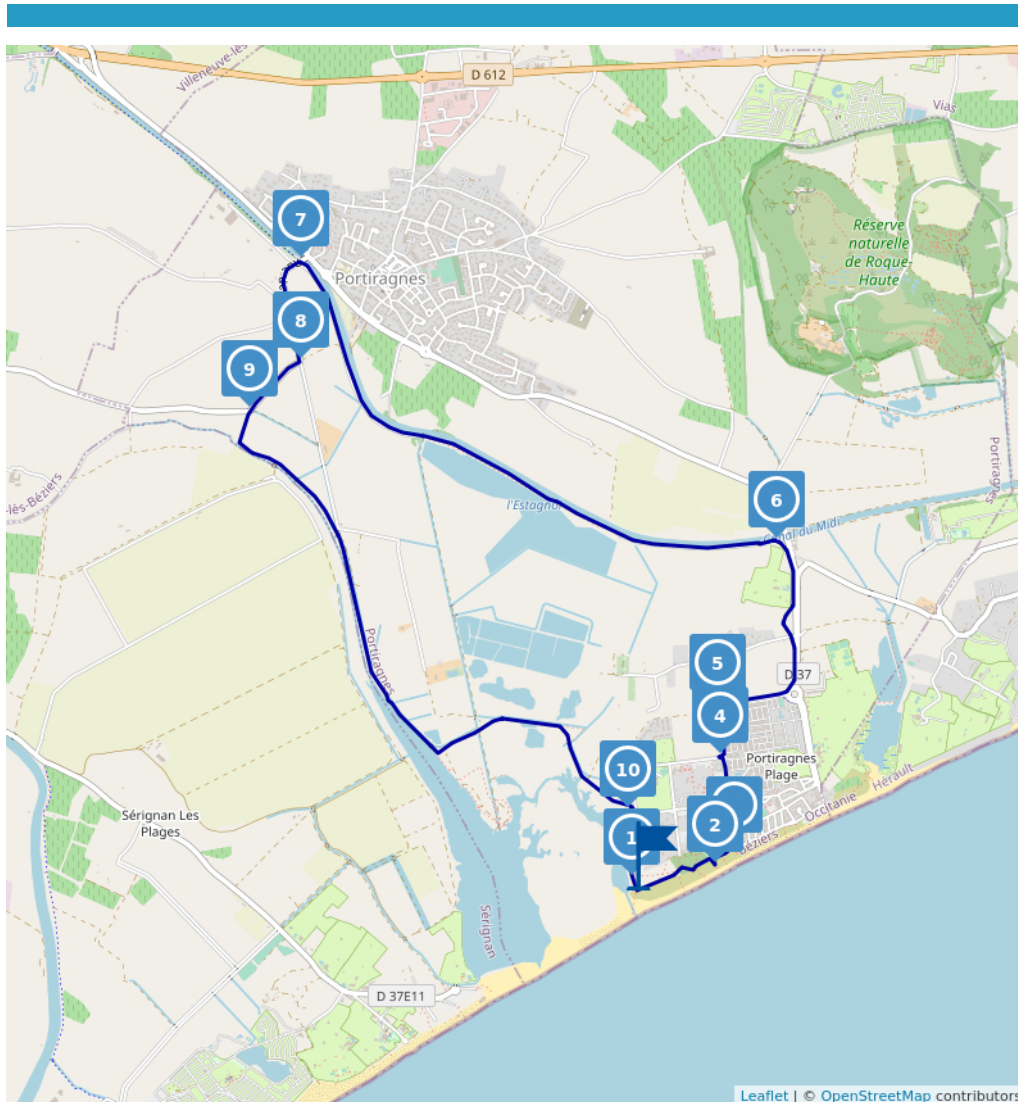 D 612
Villeneuve-lès
Vias
Réserve
naturelle
de Roque-
Haute
7
Portiragnes
8
9
Portiragnes
-lès-Béziers
6
l'Estagnol
Canal du Midi
Portiragnes
5
D 37
4
Portiragnes
Plage
10
2
1
Béziers
Occitanie
Hérault
Sérignan Les
Plages
Sérignan
D 37E11
Leaflet | © OpenStreetMap contributors